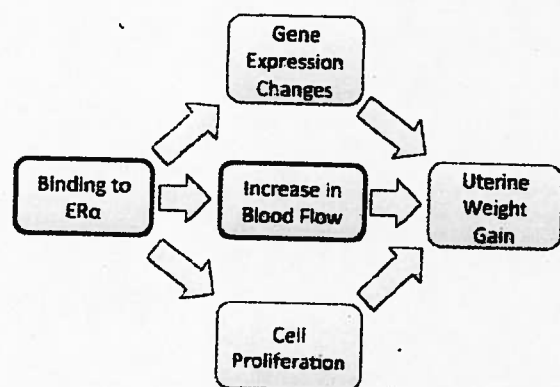 Gene
Expression
Changes
Binding to
ERα
Increase in
Blood Flow
Uterine
Weight
Gain
Cell
Proliferation